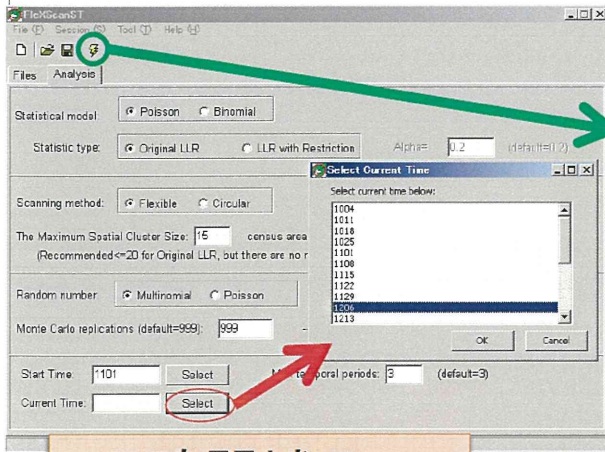 FleXScanST
File (F) Session (S) Tool (T) Help (H)
Files Analysis
Statistical model: Poisson Binomial
Statistic type: Original LLR LLR with Restriction Alpha= 0.2 (default=0.2)
Select Current Time
Select current time below:
1004
1011
1018
1025
1101
1108
1115
1122
1129
1206
1213
OK Cancel
Scanning method: Flexible Circular
The Maximum Spatial Cluster Size: 15 census area
(Recommended<=20 for Original LLR, but there are no r
Random number: Multinomial Poisson
Monte Carlo replications (default=999): 999
Start Time: 1101 Select temporal periods: 3 (default=3)
Current Time: Select